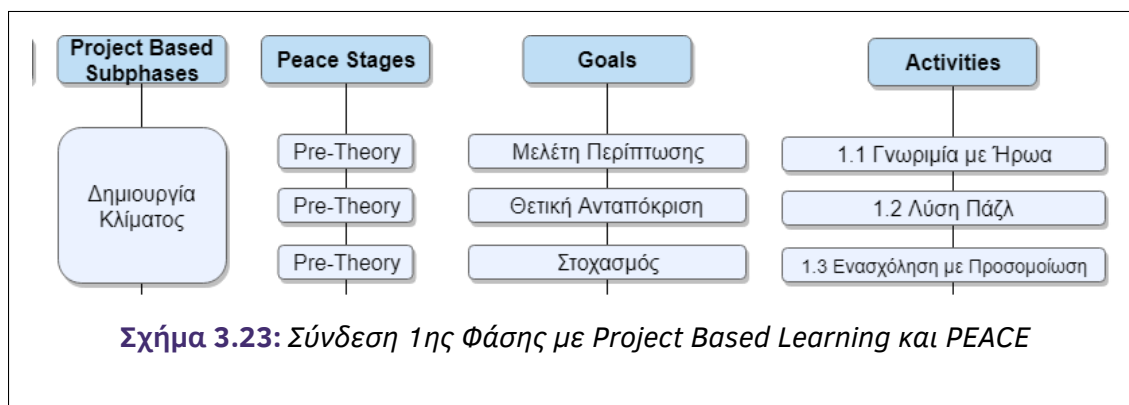 Project Based
Subphases
Peace Stages
Goals
Activities
Δημιουργία
Κλίματος
Pre-Theory
Μελέτη Περίπτωσης
1.1 Γνωριμία με Ήρωα
Pre-Theory
Θετική Ανταπόκριση
1.2 Λύση Πάζλ
Pre-Theory
Στοχασμός
1.3 Ενασχόληση με Προσομοίωση
Σχήμα 3.23: Σύνδεση 1ης Φάσης με Project Based Learning και PEACE